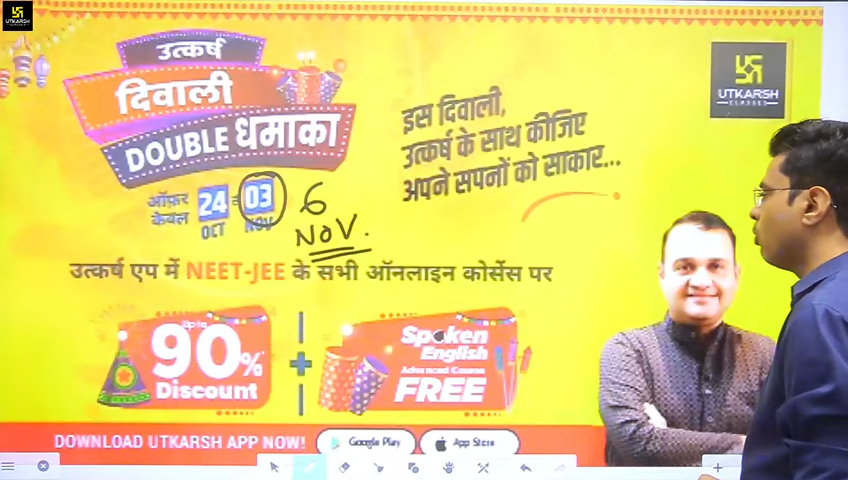 UTKARSH
उत्कर्ष
दिवाली
DOUBLE धमाका
ऑफ़र
केवल
24
OCT
03
NOV
6
NOV.
इस दिवाली,
उत्कर्ष के साथ कीजिए
अपने सपनों को साकार...
UTKARSH
CLASSES
उत्कर्ष एप में NEET-JEE के सभी ऑनलाइन कोर्सेस पर
Up to
90%
Discount
+
Spoken
English
Advanced Course
FREE
DOWNLOAD UTKARSH APP NOW!
Google Play
App Store